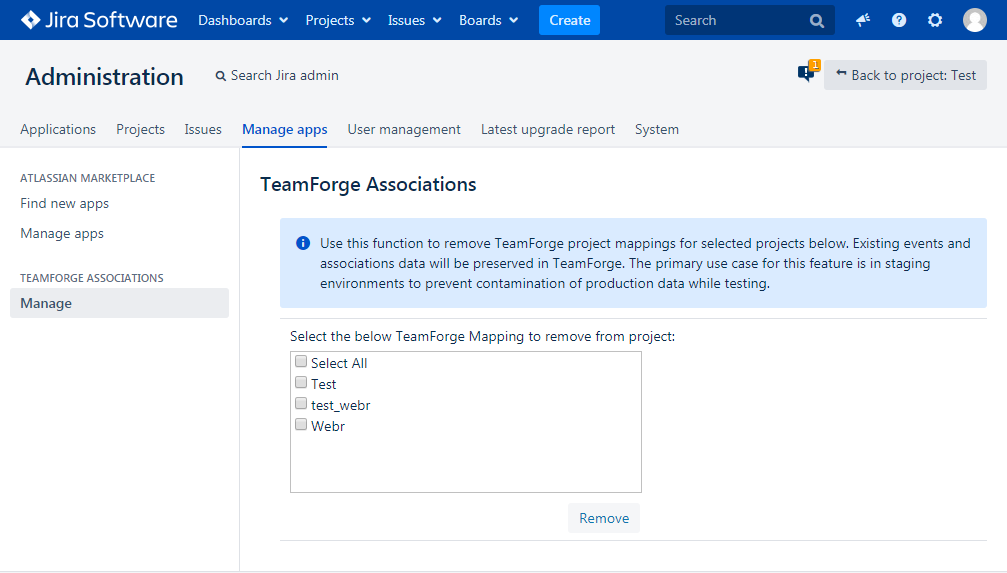 Jira Software Dashboards Projects Issues Boards Create Search
Administration Search Jira admin 1 Back to project: Test
Applications Projects Issues Manage apps User management Latest upgrade report System
ATLASSIAN MARKETPLACE
Find new apps
Manage apps
TEAMFORGE ASSOCIATIONS
Manage
TeamForge Associations
Use this function to remove TeamForge project mappings for selected projects below. Existing events and
associations data will be preserved in TeamForge. The primary use case for this feature is in staging
environments to prevent contamination of production data while testing.
Select the below TeamForge Mapping to remove from project:
Select All
Test
test_webr
Webr
Remove